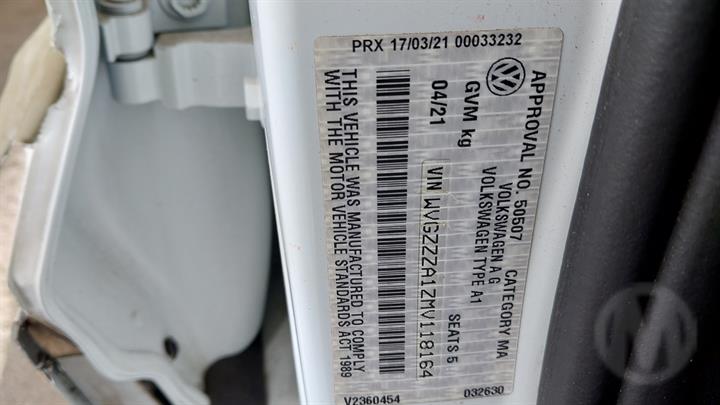 PRX 17/03/21 00033232
APPROVAL NO. 50507 CATEGORY MA
VOLKSWAGEN A G
VOLKSWAGEN TYPE A1
GVM kg SEATS 5
04/21 VIN WVGZZZA1ZMV118164
THIS VEHICLE WAS MANUFACTURED TO COMPLY
WITH THE MOTOR VEHICLE STANDARDS ACT 1989
V2360454 032630